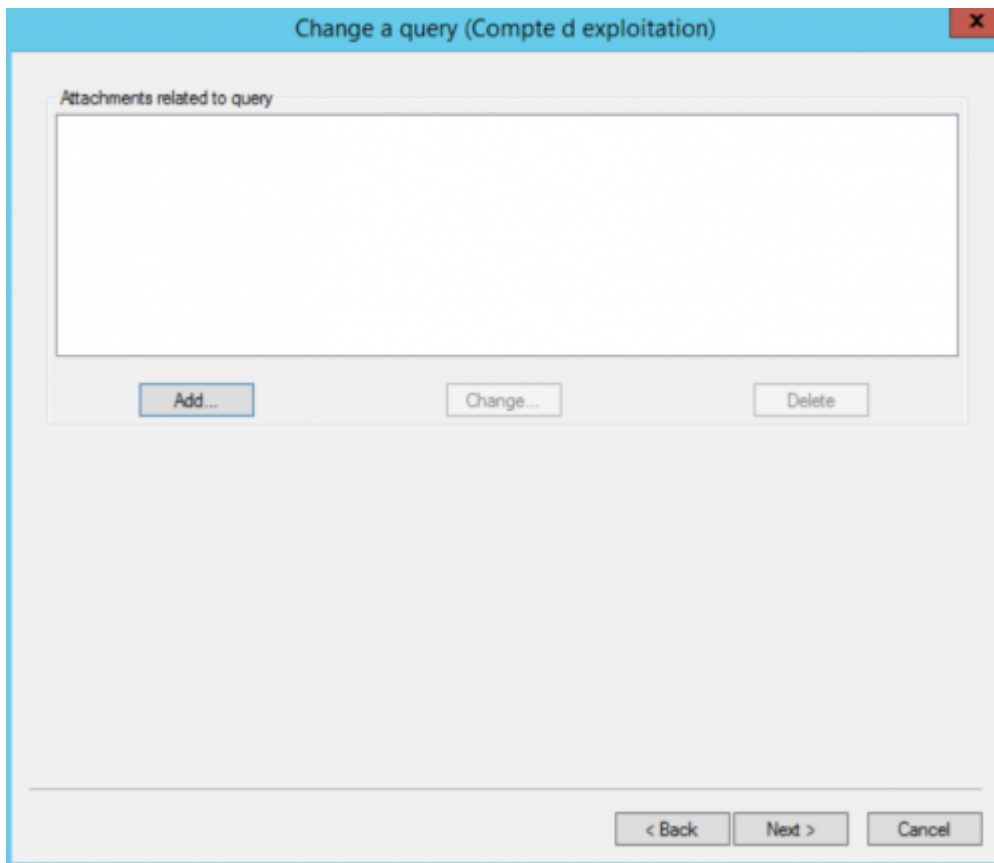 Change a query (Compte d exploitation)
x
Attachments related to query
Add... Change... Delete
< Back Next > Cancel